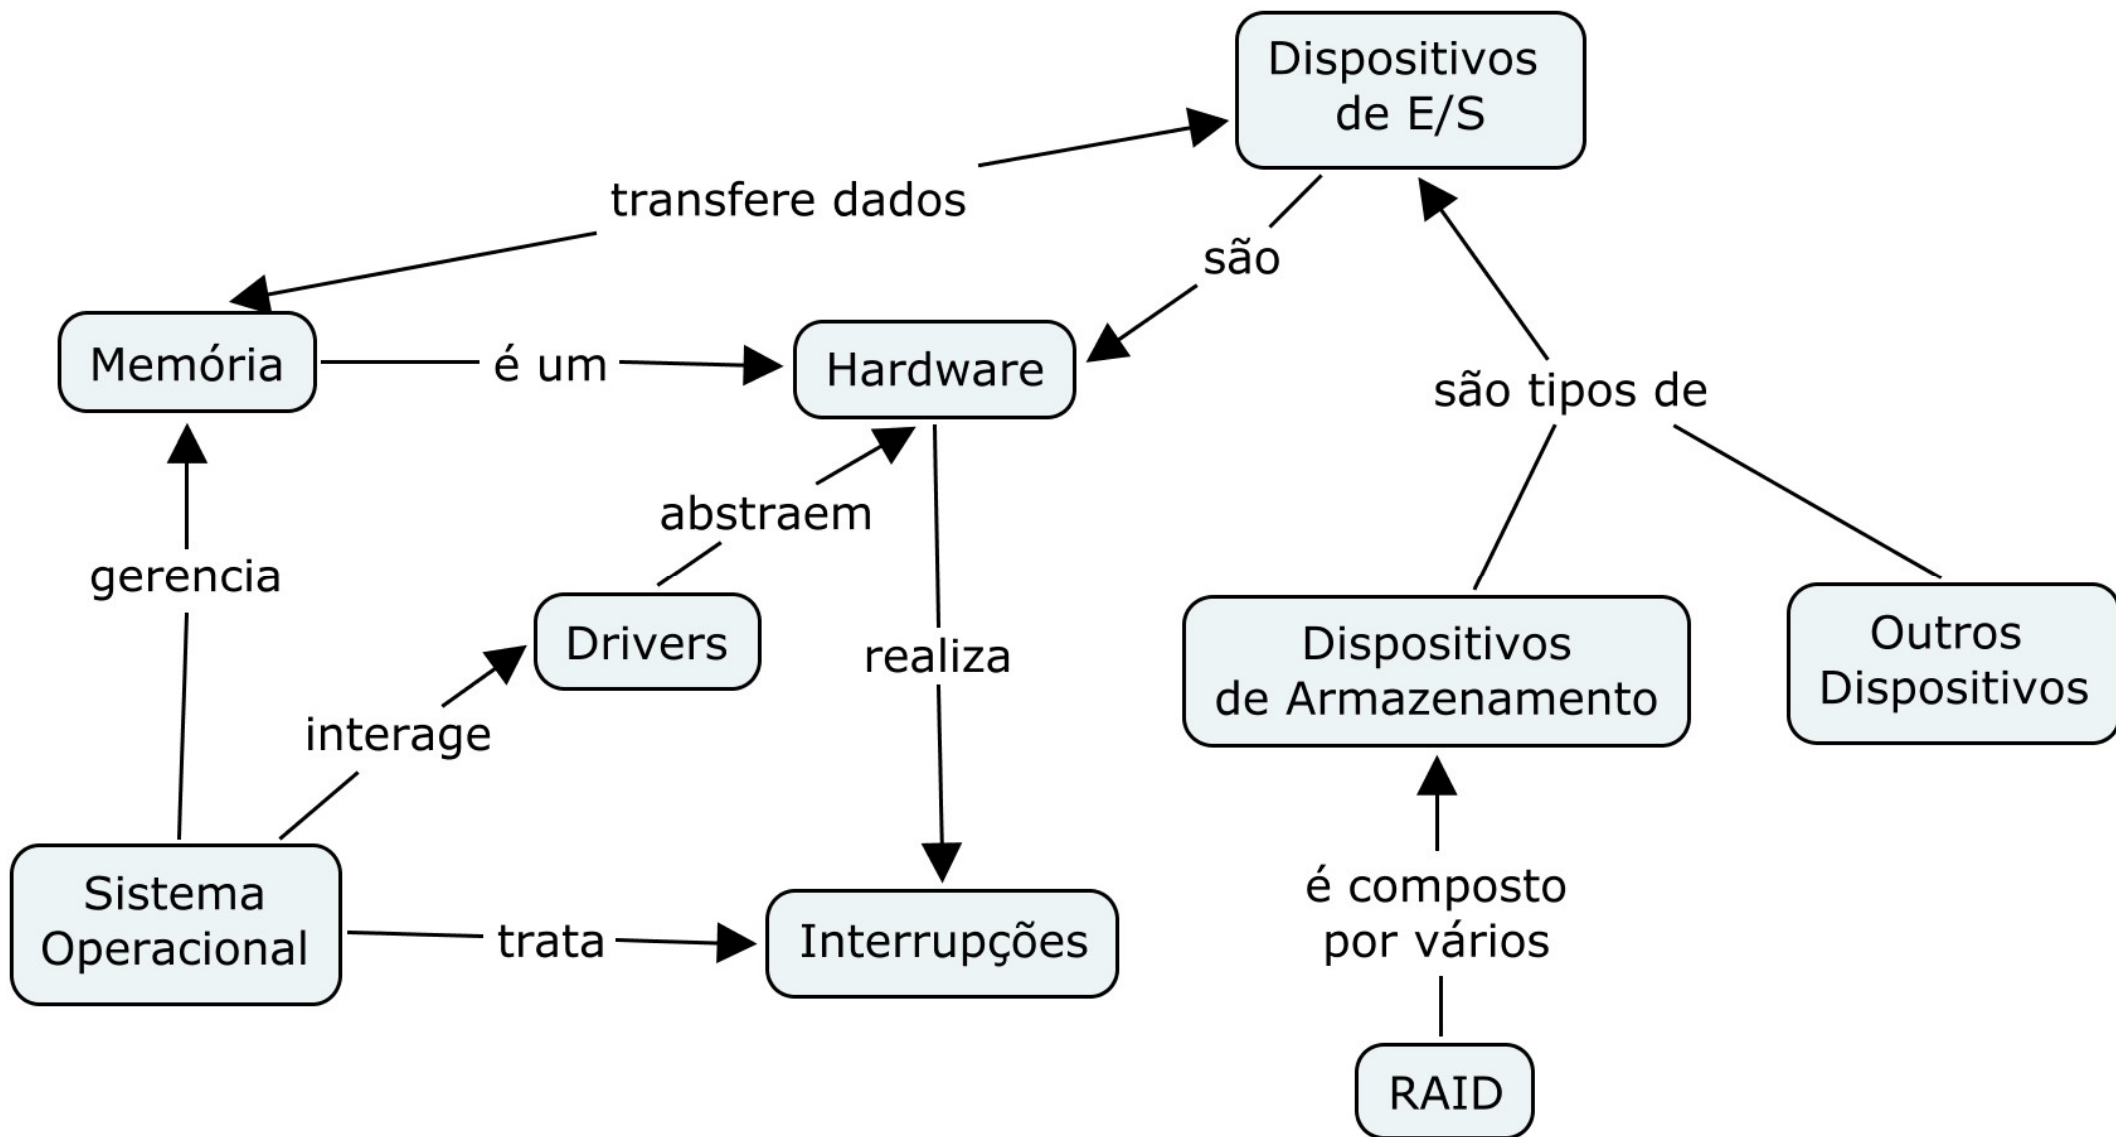 Dispositivos
de E/S
transfere dados
são
Memória
é um
Hardware
são tipos de
abstraem
gerencia
Drivers
realiza
Dispositivos
de Armazenamento
Outros
Dispositivos
interage
Sistema
Operacional
trata
Interrupções
é composto
por vários
RAID